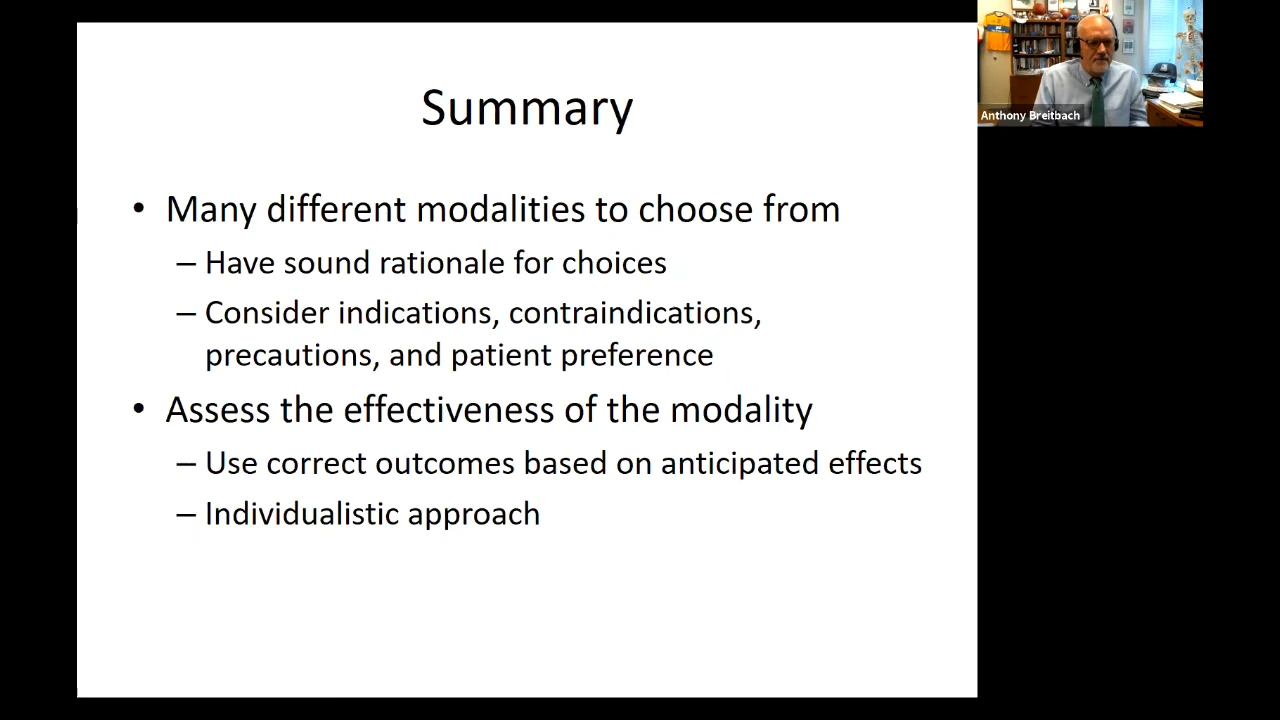 Summary
• Many different modalities to choose from
– Have sound rationale for choices
– Consider indications, contraindications,
precautions, and patient preference
• Assess the effectiveness of the modality
– Use correct outcomes based on anticipated effects
– Individualistic approach
Anthony Breitbach